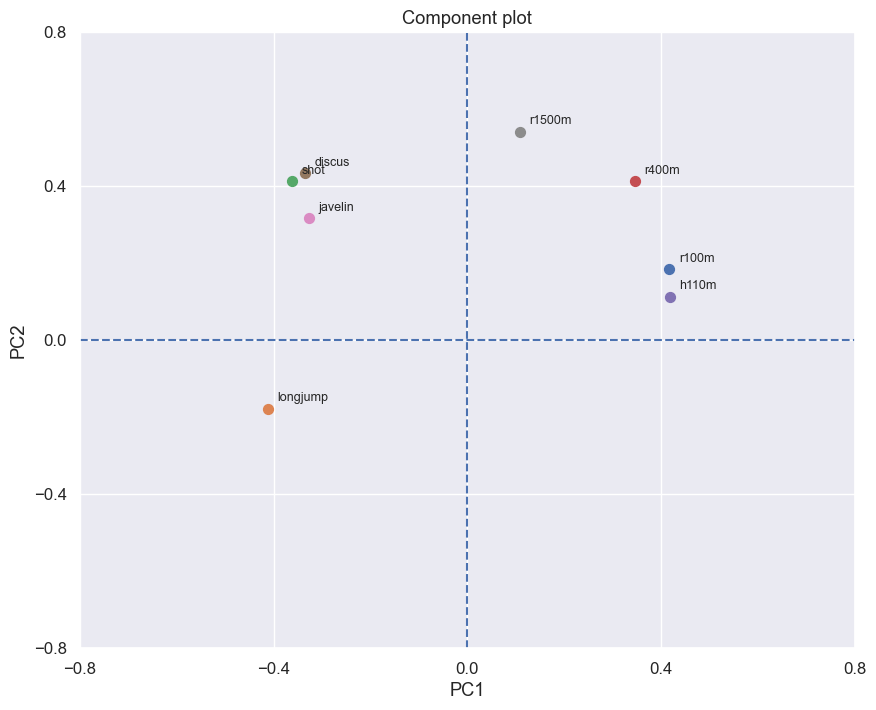 Component plot
0.8
r1500m
discus
shot
r400m
0.4
javelin
r100m
h110m
0.0
PC2
longjump
−0.4
−0.8
−0.8 −0.4 0.0 0.4 0.8
PC1